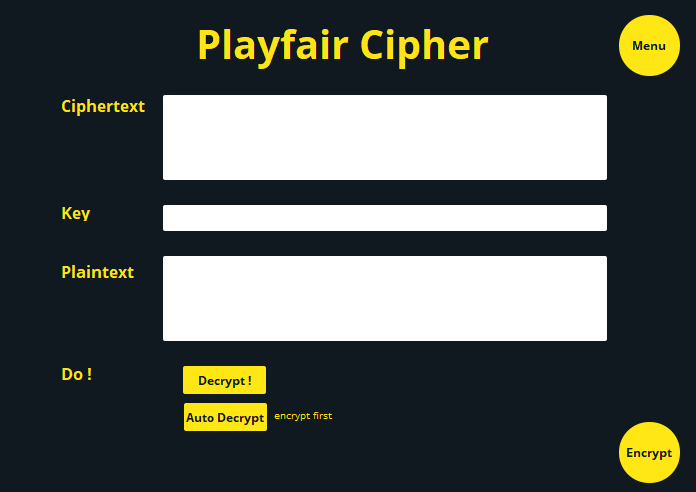 Playfair Cipher
Menu
Ciphertext
Key
Plaintext
Do !
Decrypt !
Auto Decrypt
encrypt first
Encrypt